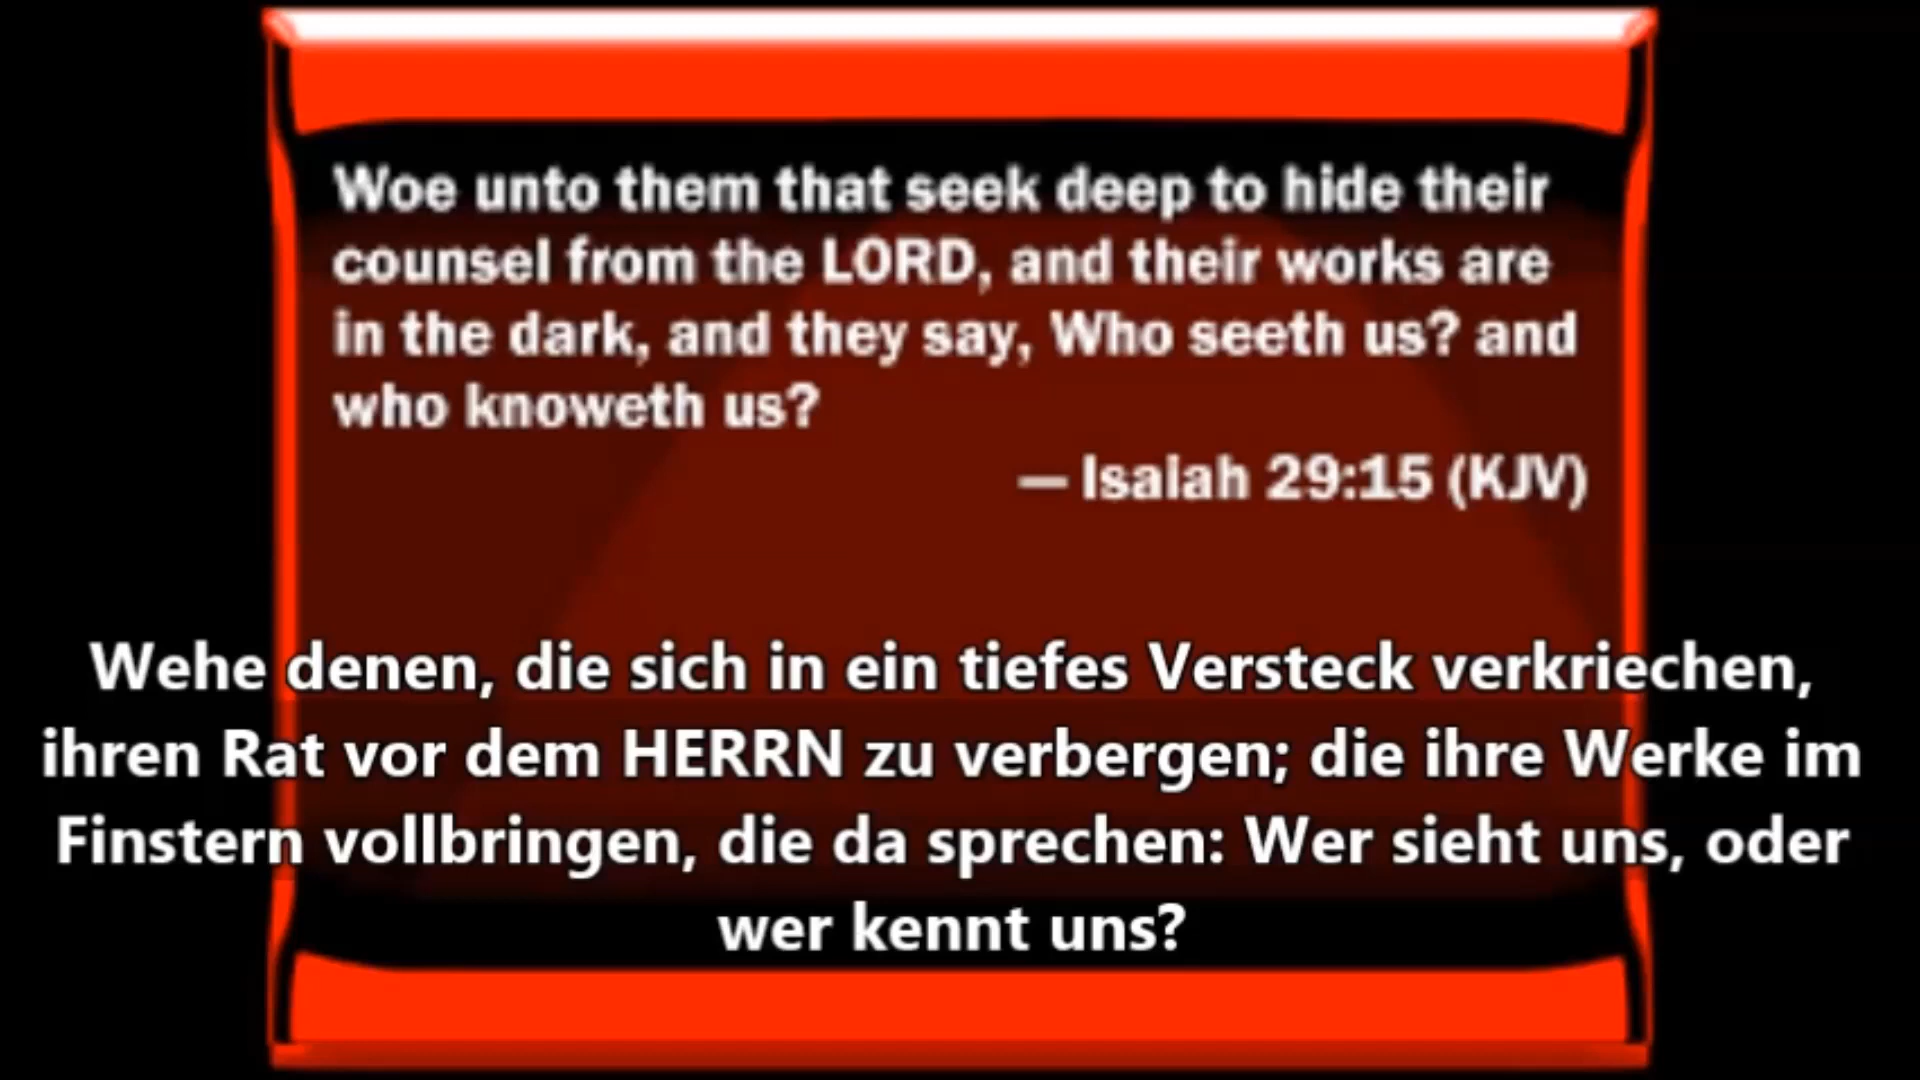 Woe unto them that seek deep to hide their
counsel from the LORD, and their works are
in the dark, and they say, Who seeth us? and
who knoweth us?
— Isaiah 29:15 (KJV)
Wehe denen, die sich in ein tiefes Versteck verkriechen,
ihren Rat vor dem HERRN zu verbergen; die ihre Werke im
Finstern vollbringen, die da sprechen: Wer sieht uns, oder
wer kennt uns?